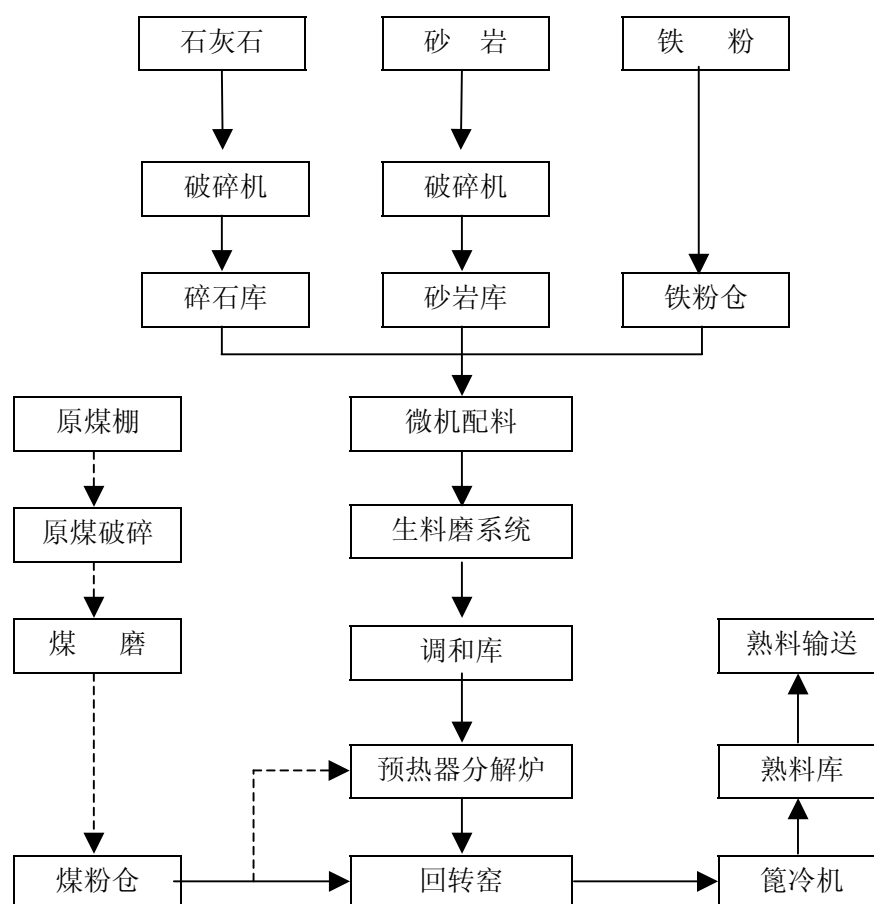 石灰石
砂 岩
铁 粉
破碎机
破碎机
碎石库
砂岩库
铁粉仓
原煤棚
微机配料
原煤破碎
生料磨系统
煤 磨
调和库
熟料输送
预热器分解炉
熟料库
煤粉仓
回转窑
篦冷机